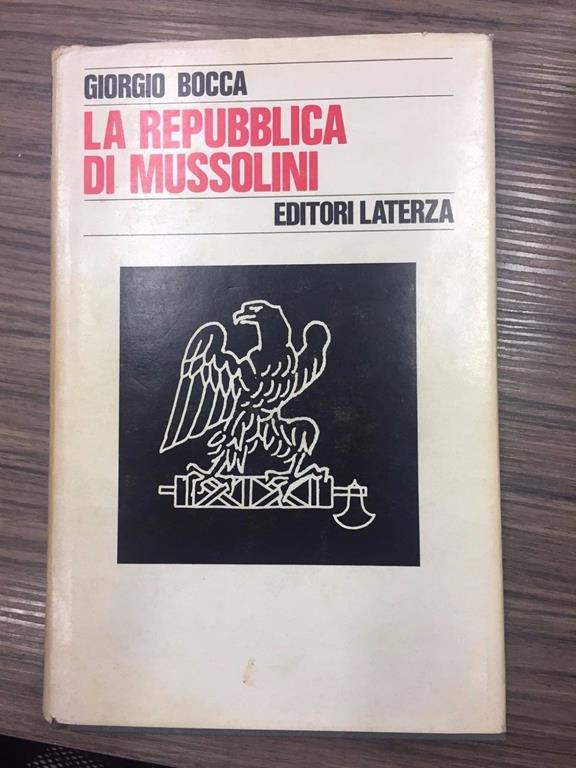 GIORGIO BOCCA
LA REPUBBLICA
DI MUSSOLINI
EDITORI LATERZA